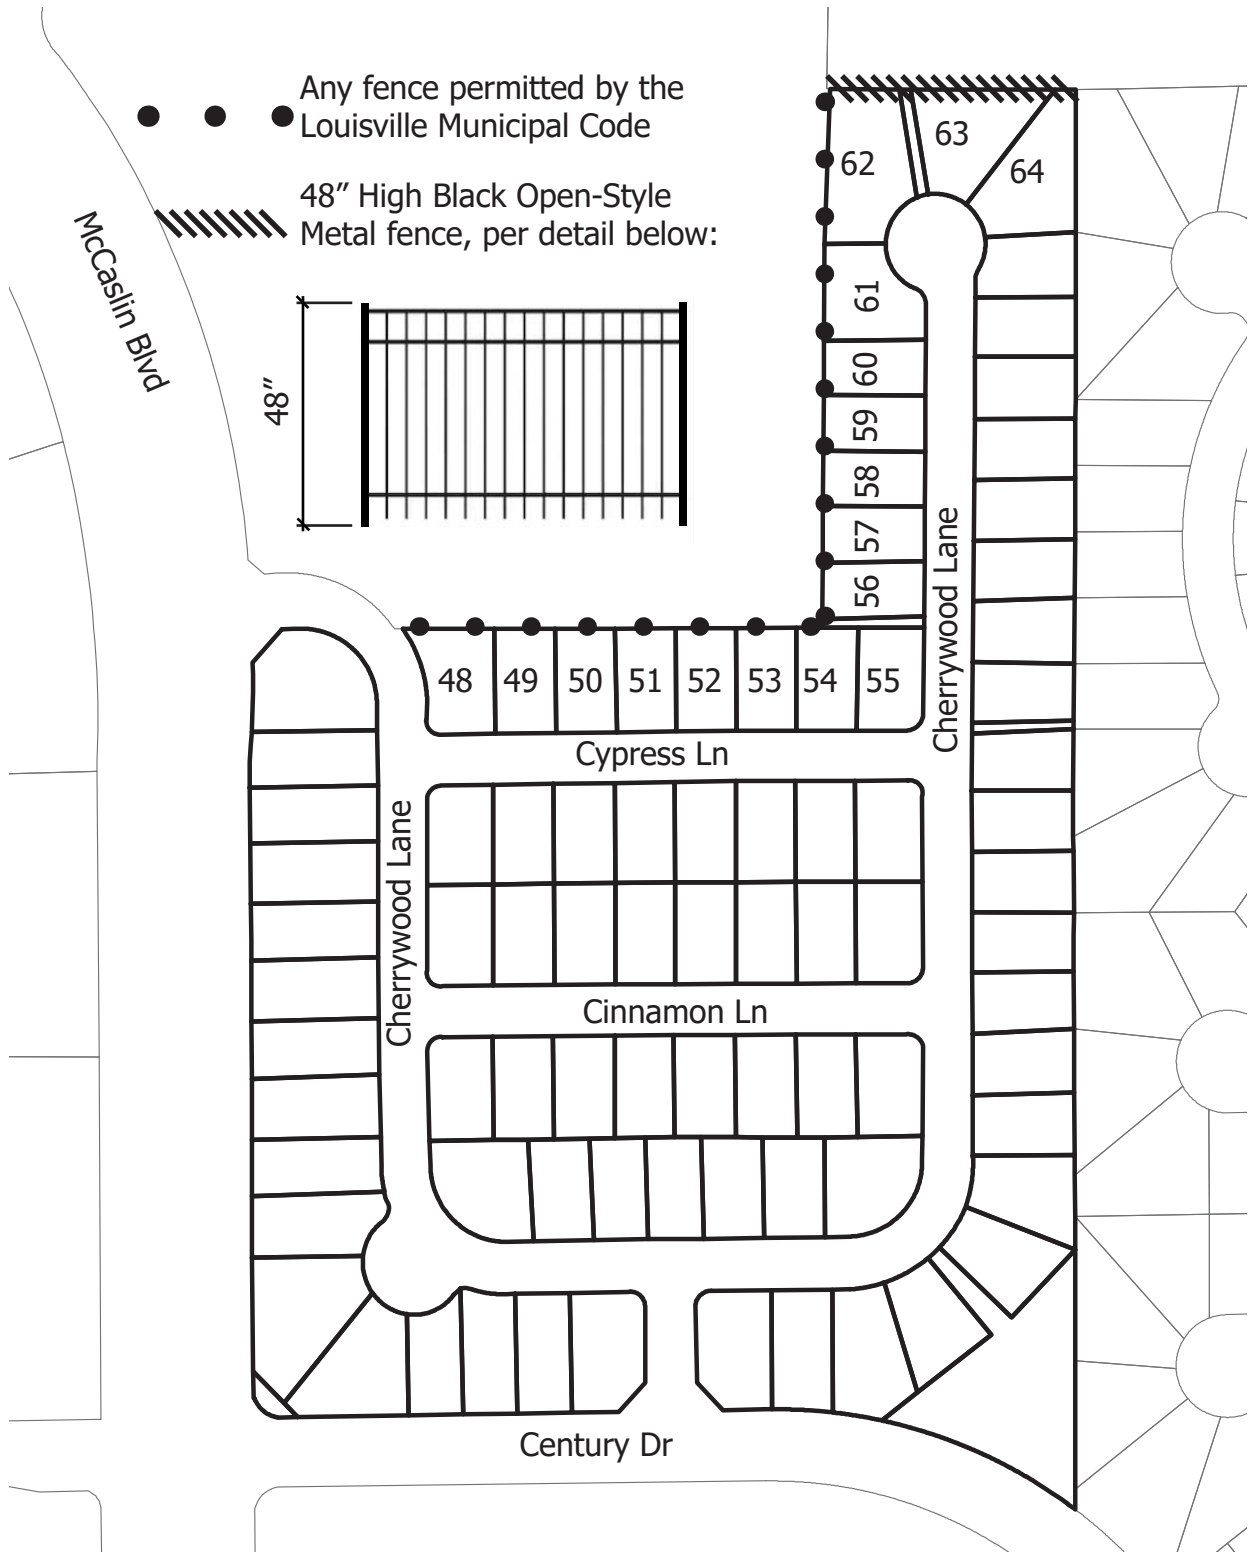 Any fence permitted by the
Louisville Municipal Code
48” High Black Open-Style
Metal fence, per detail below:
McCaslin Blvd
48”
62
63
64
61
60
59
58
57
56
Cherrywood Lane
48
49
50
51
52
53
54
55
Cypress Ln
Cherrywood Lane
Cinnamon Ln
Century Dr